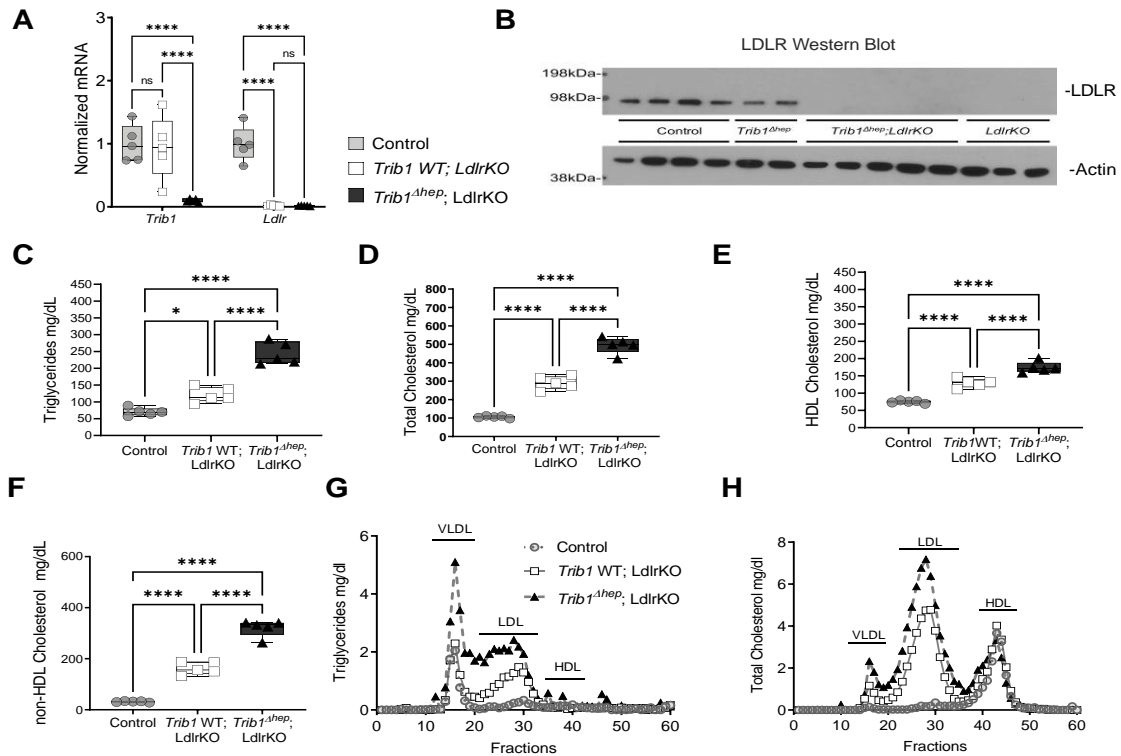 A
Normalized mRNA
3
2
1
0
****
****
ns
****
ns
****
Trib1
Ldlr
Control
Trib1 WT; LdlrKO
Trib1Δhep; LdlrKO
B
LDLR Western Blot
198kDa-
98kDa-
-LDLR
Control
Trib1Δhep
Trib1Δhep;LdlrKO
LdlrKO
38kDa-
-Actin
C
Triglycerides mg/dL
450
400
350
300
250
200
150
100
50
0
****
*
****
Control
Trib1 WT;
LdlrKO
Trib1Δhep;
LdlrKO
D
Total Cholesterol mg/dL
800
700
600
500
400
300
200
100
0
****
****
****
Control
Trib1 WT;
LdlrKO
Trib1Δhep;
LdlrKO
E
HDL Cholesterol mg/dL
450
400
350
300
250
200
150
100
50
0
****
****
****
Control
Trib1WT;
LdlrKO
Trib1Δhep;
LdlrKO
F
non-HDL Cholesterol mg/dL
600
400
200
0
****
****
****
Control
Trib1 WT;
LdlrKO
Trib1Δhep;
LdlrKO
G
Triglycerides mg/dl
6
4
2
0
VLDL
LDL
HDL
Control
Trib1 WT; LdlrKO
Trib1Δhep; LdlrKO
0 10 20 30 40 50 60
Fractions
H
Total Cholesterol mg/dl
8
6
4
2
0
VLDL
LDL
HDL
0 10 20 30 40 50 60
Fractions